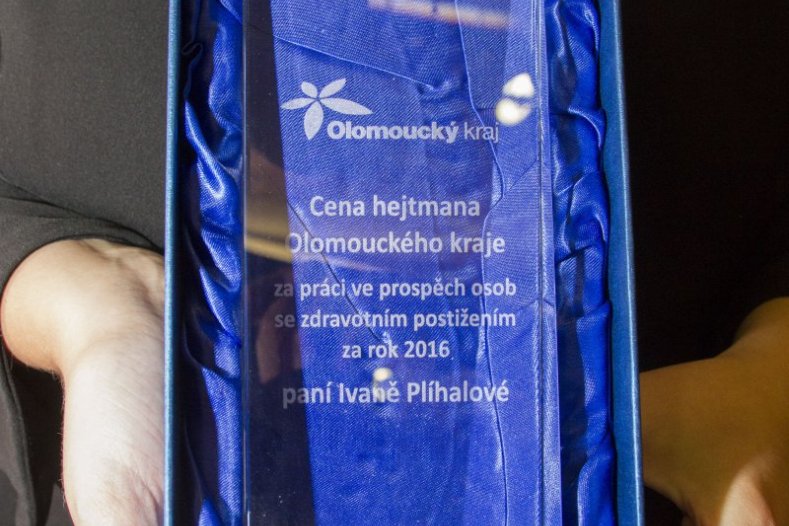 Olomoucký kraj
Cena hejtmana
Olomouckého kraje
za práci ve prospěch osob
se zdravotním postižením
za rok 2016
paní Ivaně Plíhalové